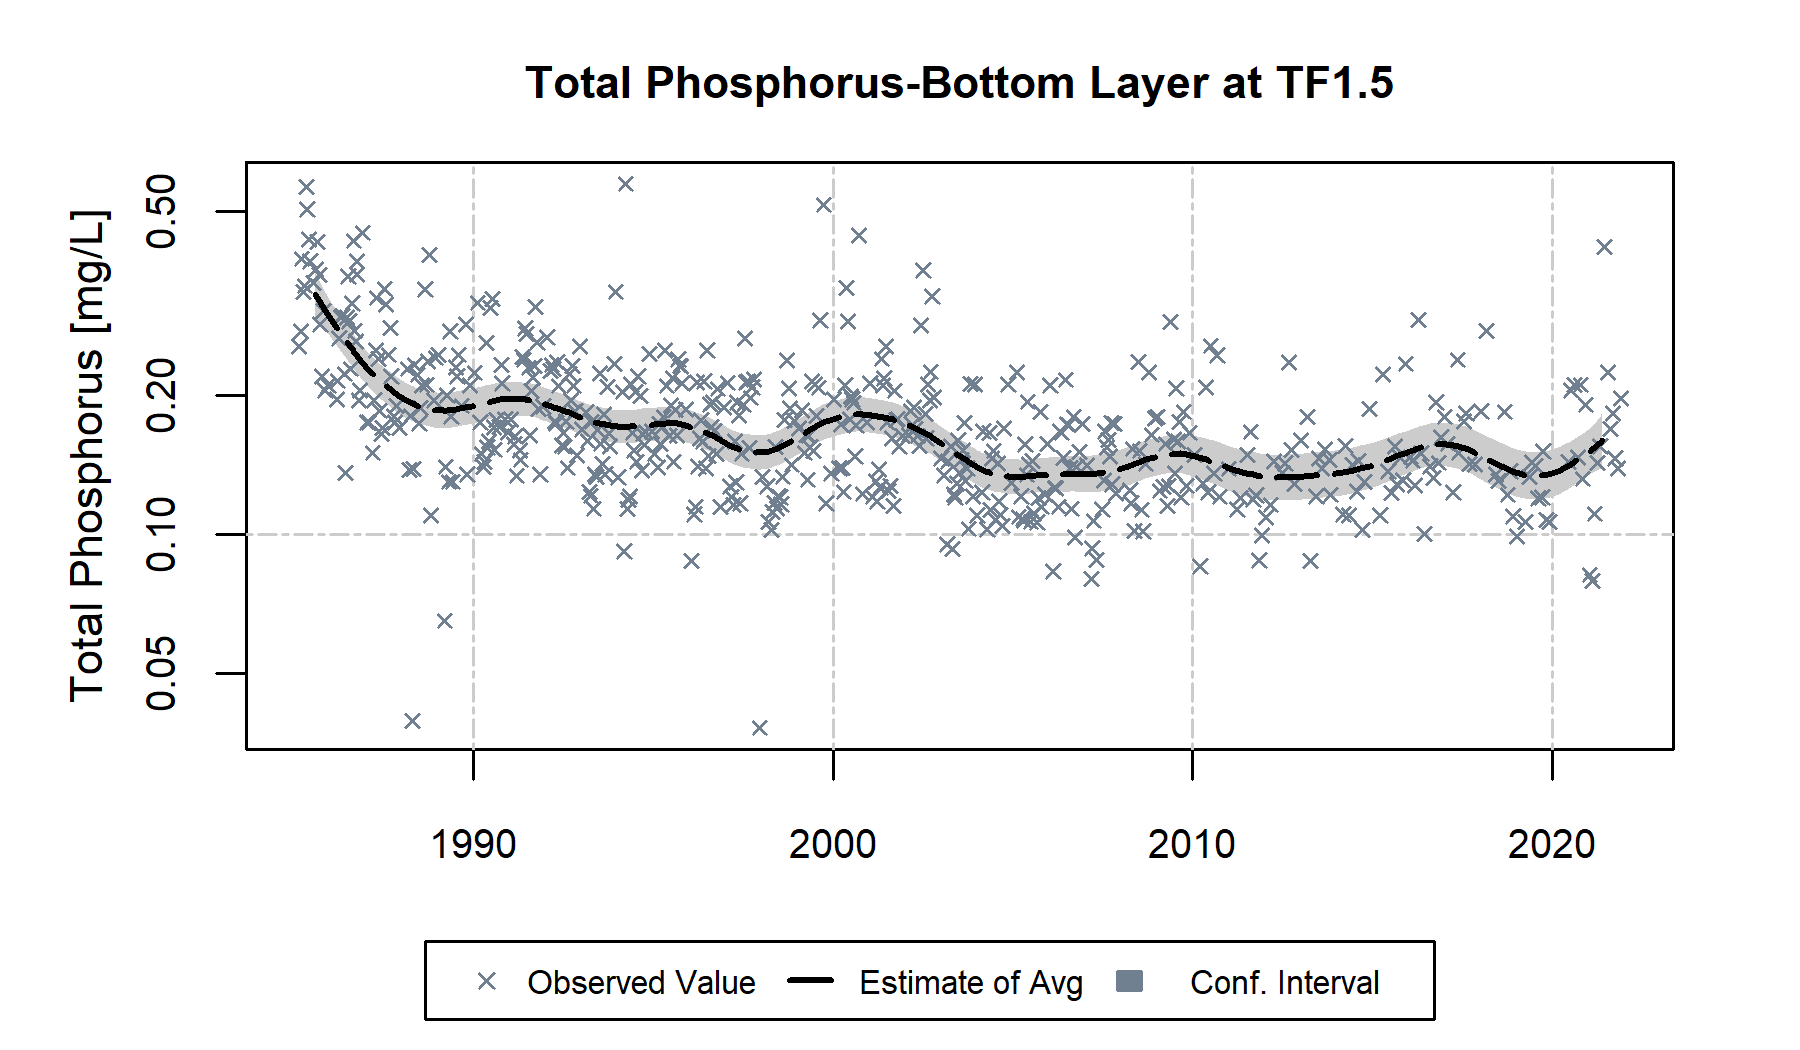 Total Phosphorus-Bottom Layer at TF1.5
Total Phosphorus [mg/L]
0.50
0.20
0.10
0.05
1990 2000 2010 2020
Observed Value Estimate of Avg Conf. Interval